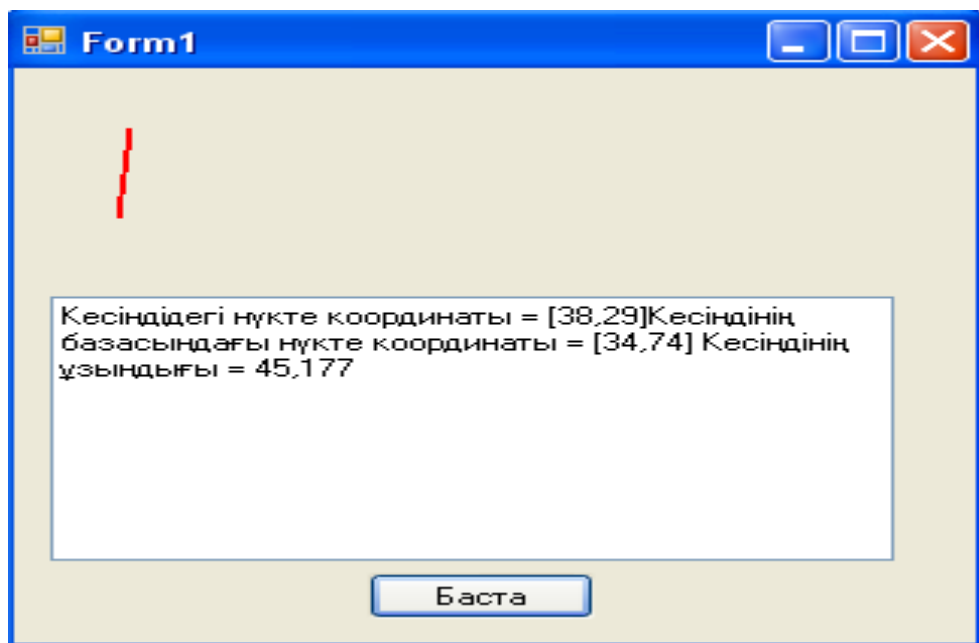 Form1
Кесіндідегі нүкте координаты = [38,29]Кесіндінің
базасындағы нүкте координаты = [34,74] Кесіндінің
ұзындығы = 45,177
Баста